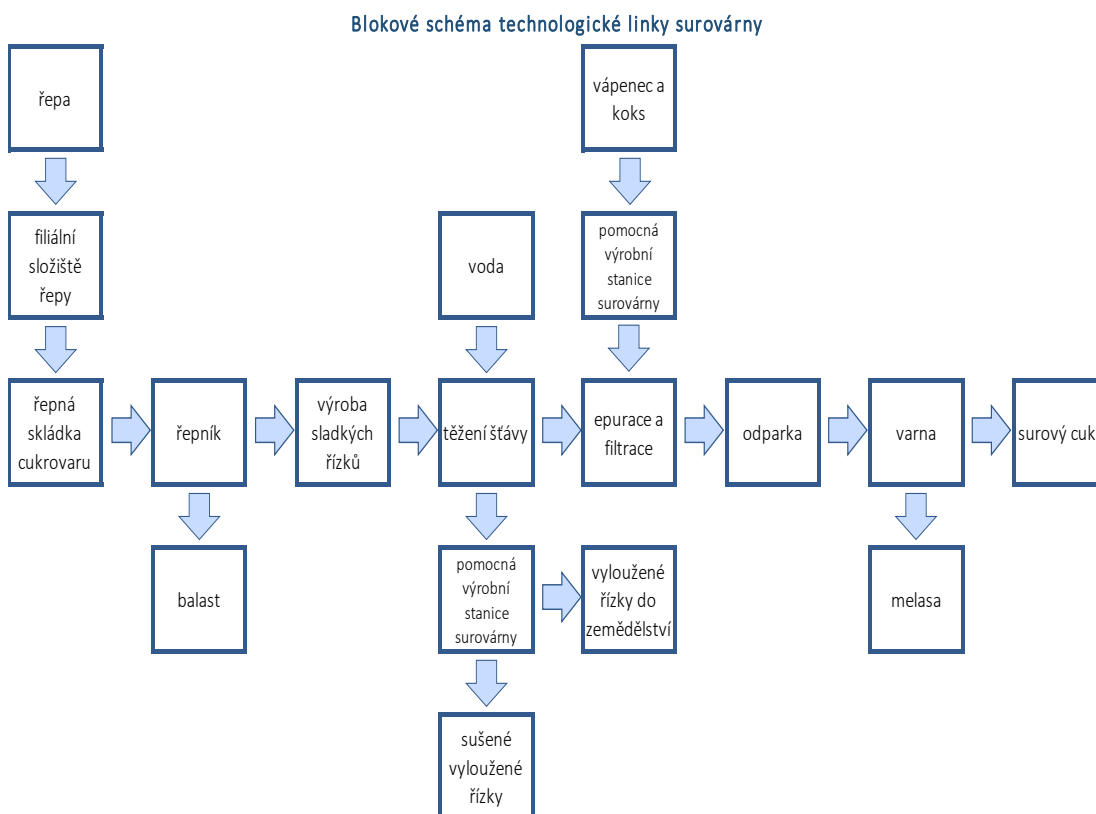 Blokové schéma technologické linky surovárny
řepa
vápenec a
koks
filiální
složiště
řepy
voda
pomocná
výrobní
stanice
surovárny
řepná
skládka
cukrovaru
řepník
výroba
sladkých
řízků
těžení šťávy
epurace a
filtrace
odparka
varna
surový cuk
balast
pomocná
výrobní
stanice
surovárny
vyloužené
řízky do
zemědělství
melasa
sušené
vyloužené
řízky